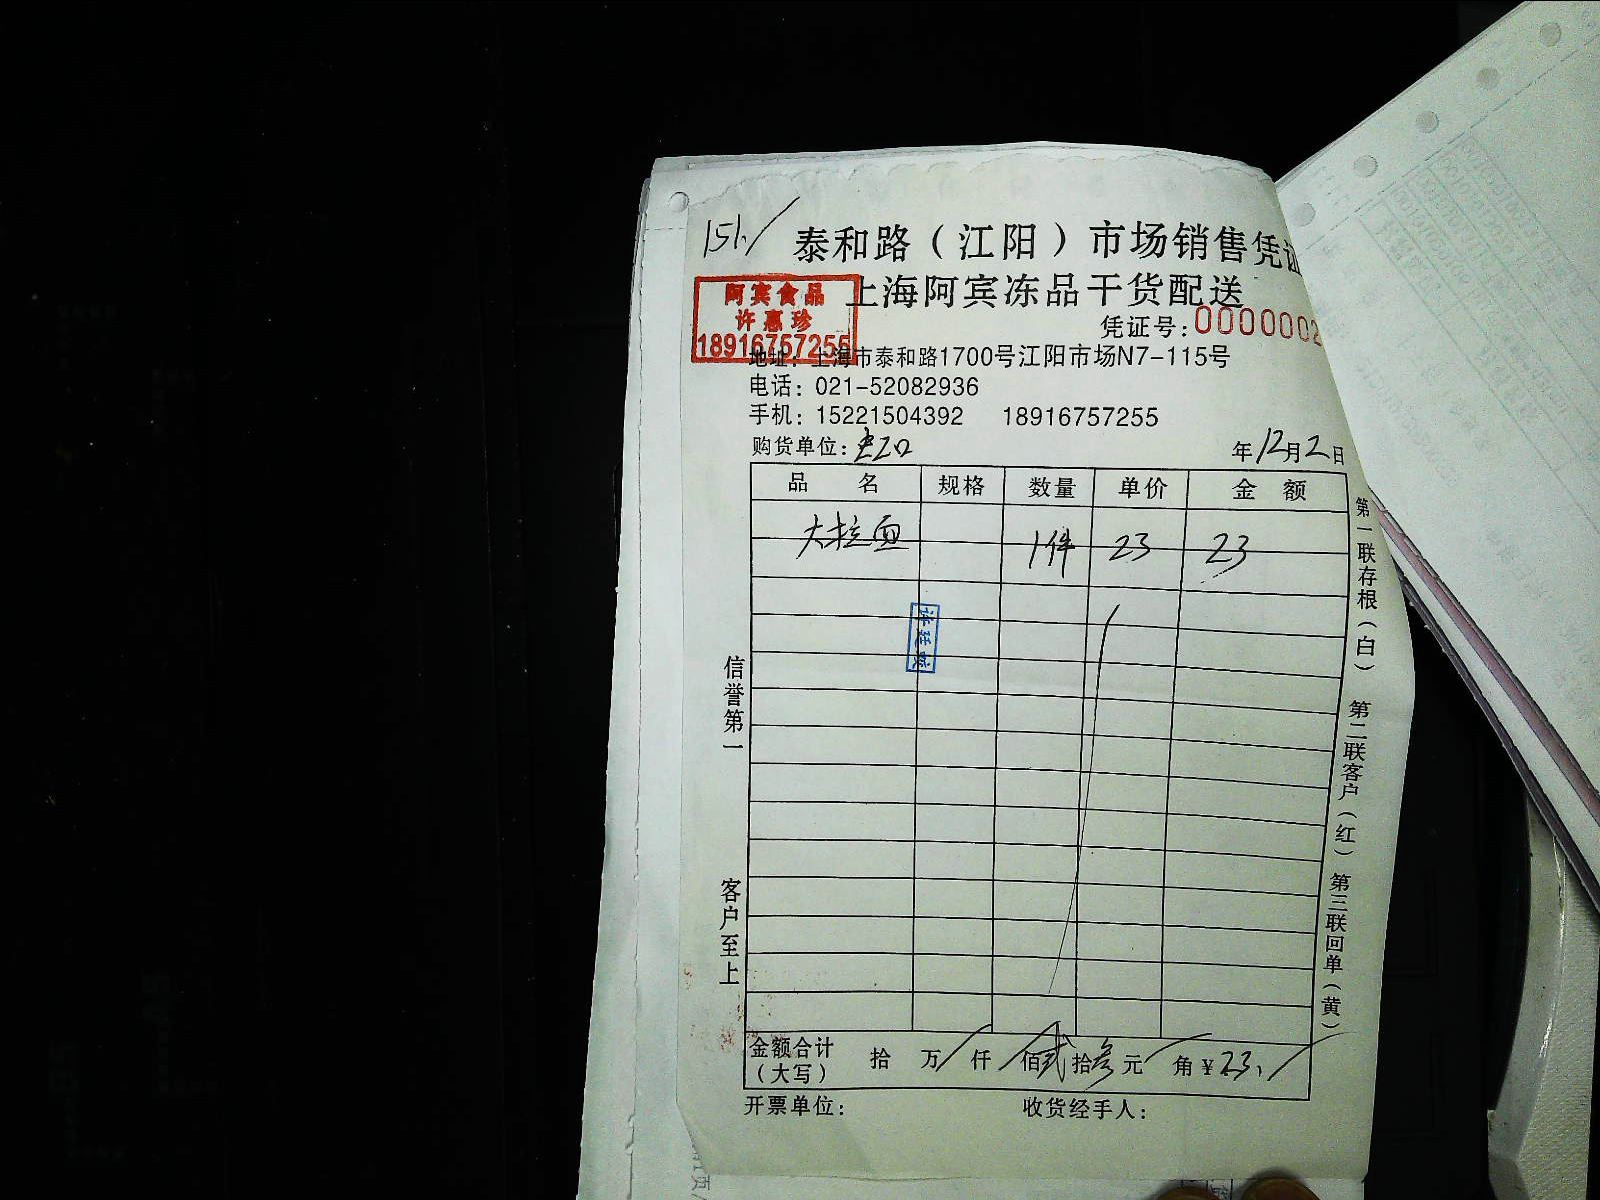 泰和路（江阳）市场销售凭证
上海阿宾冻品干货配送
阿宾食品
许惠珍
18916757255
凭证号：0000002
地址：上海市泰和路1700号江阳市场N7-115号
电话：021-52082936
手机：15221504392 18916757255
购货单位： 年12月2日
品 名 规格 数量 单价 金 额
大拉面 1件 23 23
金额合计（大写） 拾 万 仟 佰贰拾叁元 角￥23
开票单位： 收货经手人：
信誉第一
客户至上
第一联存根（白） 第二联客户（红） 第三联回单（黄）